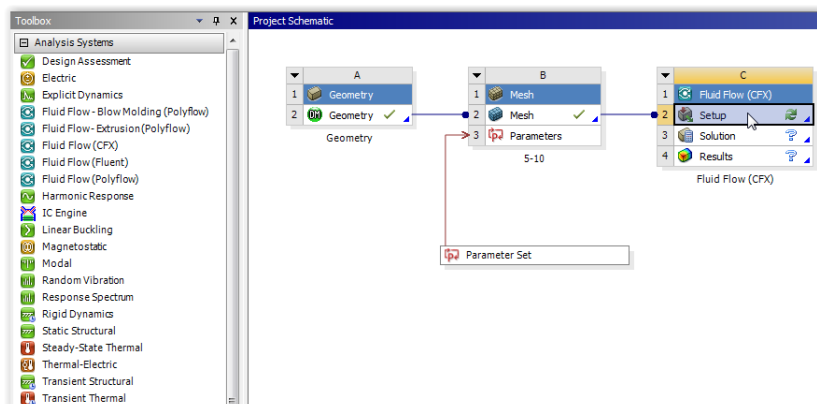 Toolbox
Analysis Systems
Design Assessment
Electric
Explicit Dynamics
Fluid Flow - Blow Molding (Polyflow)
Fluid Flow - Extrusion (Polyflow)
Fluid Flow (CFX)
Fluid Flow (Fluent)
Fluid Flow (Polyflow)
Harmonic Response
IC Engine
Linear Buckling
Magnetostatic
Modal
Random Vibration
Response Spectrum
Rigid Dynamics
Static Structural
Steady-State Thermal
Thermal-Electric
Transient Structural
Transient Thermal
Project Schematic
A
1 Geometry
2 DM Geometry
Geometry
B
1 Mesh
2 Mesh
3 Parameters
5-10
C
1 Fluid Flow (CFX)
2 Setup
3 Solution
4 Results
Fluid Flow (CFX)
Parameter Set